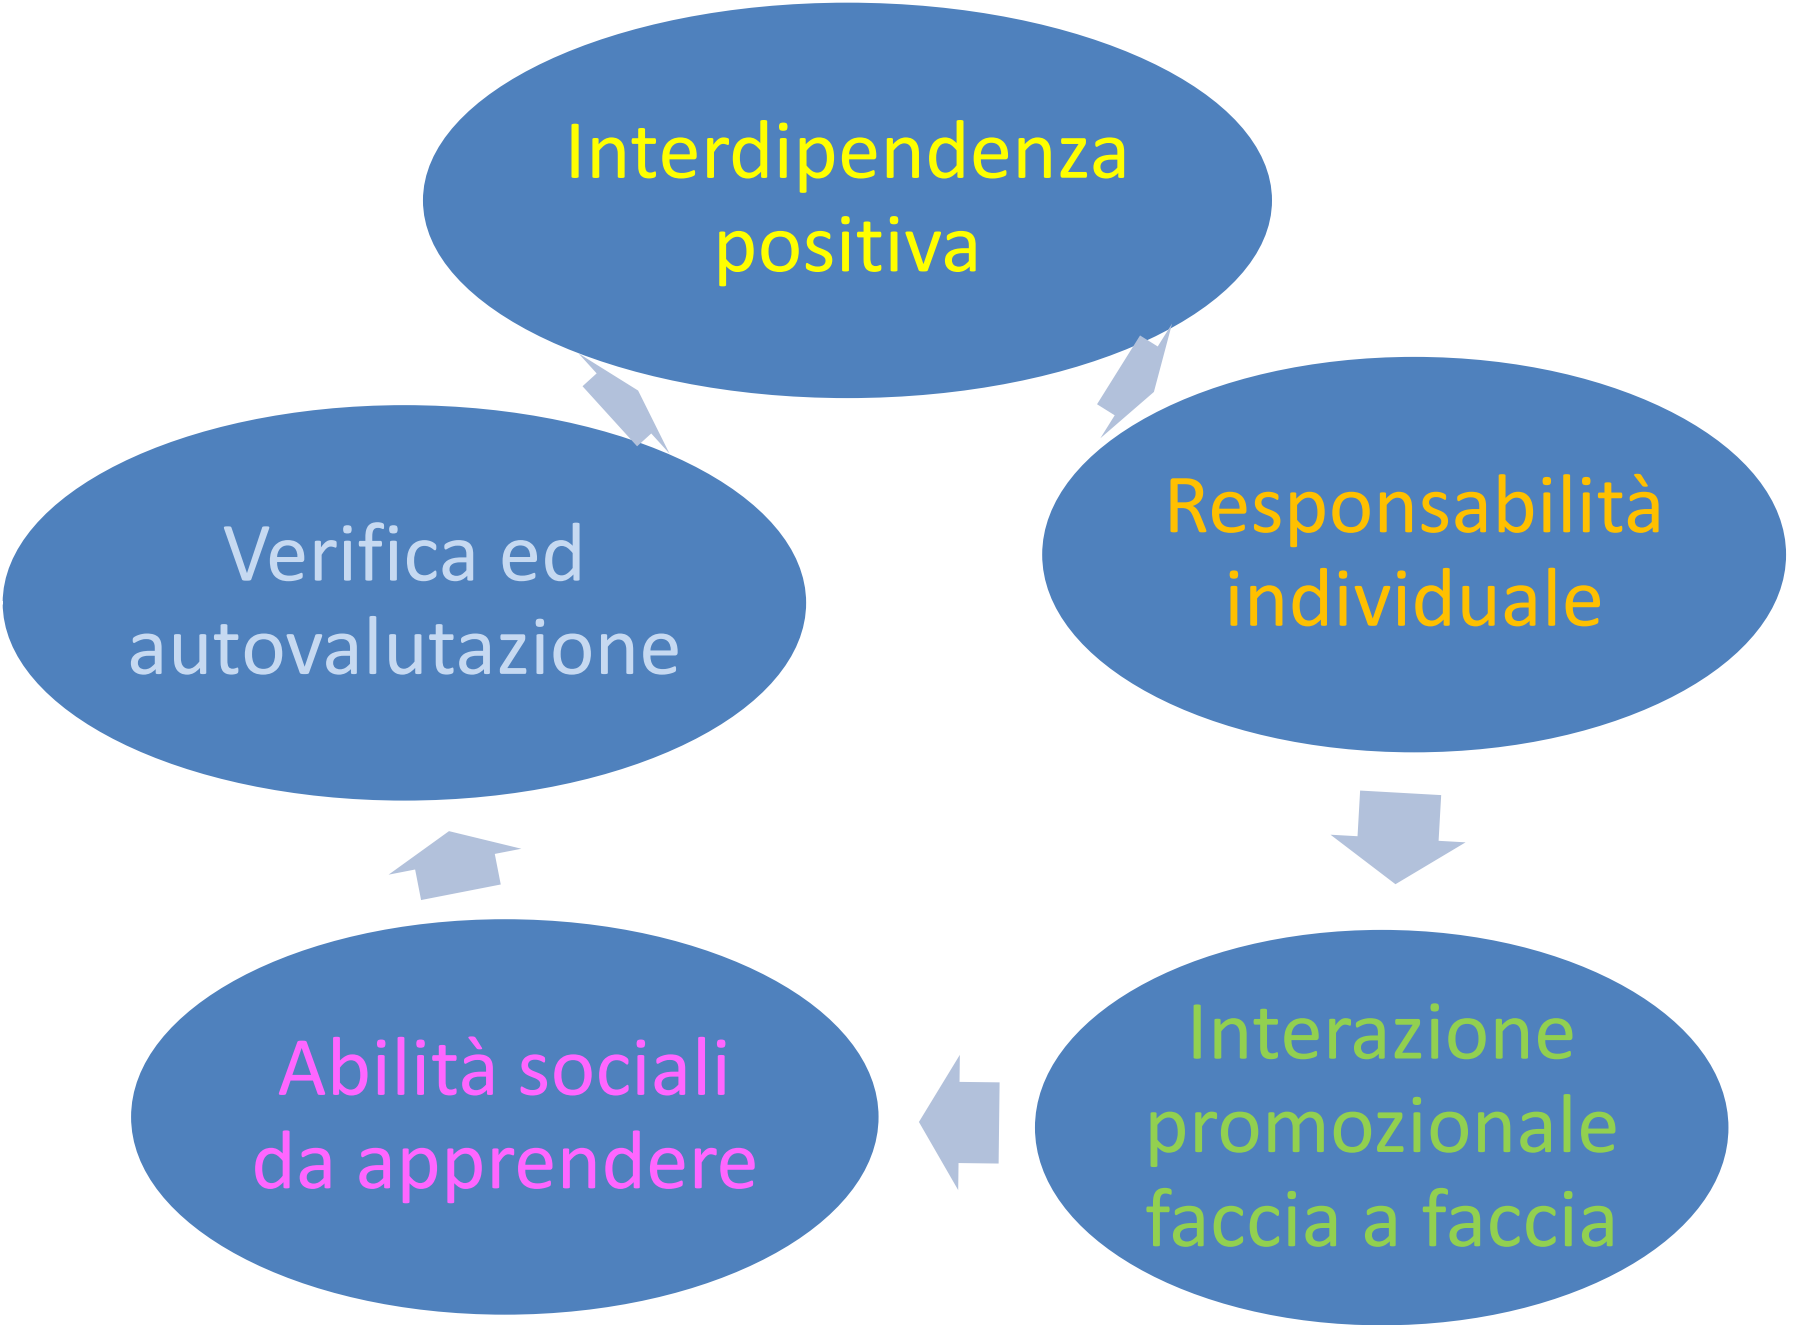 Interdipendenza
positiva
Responsabilità
individuale
Interazione
promozionale
faccia a faccia
Abilità sociali
da apprendere
Verifica ed
autovalutazione